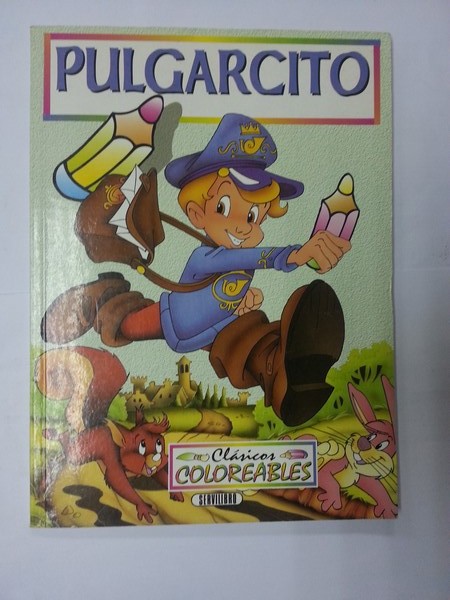 PULGARCITO
Clásicos
COLOREABLES
SERVILIBRO